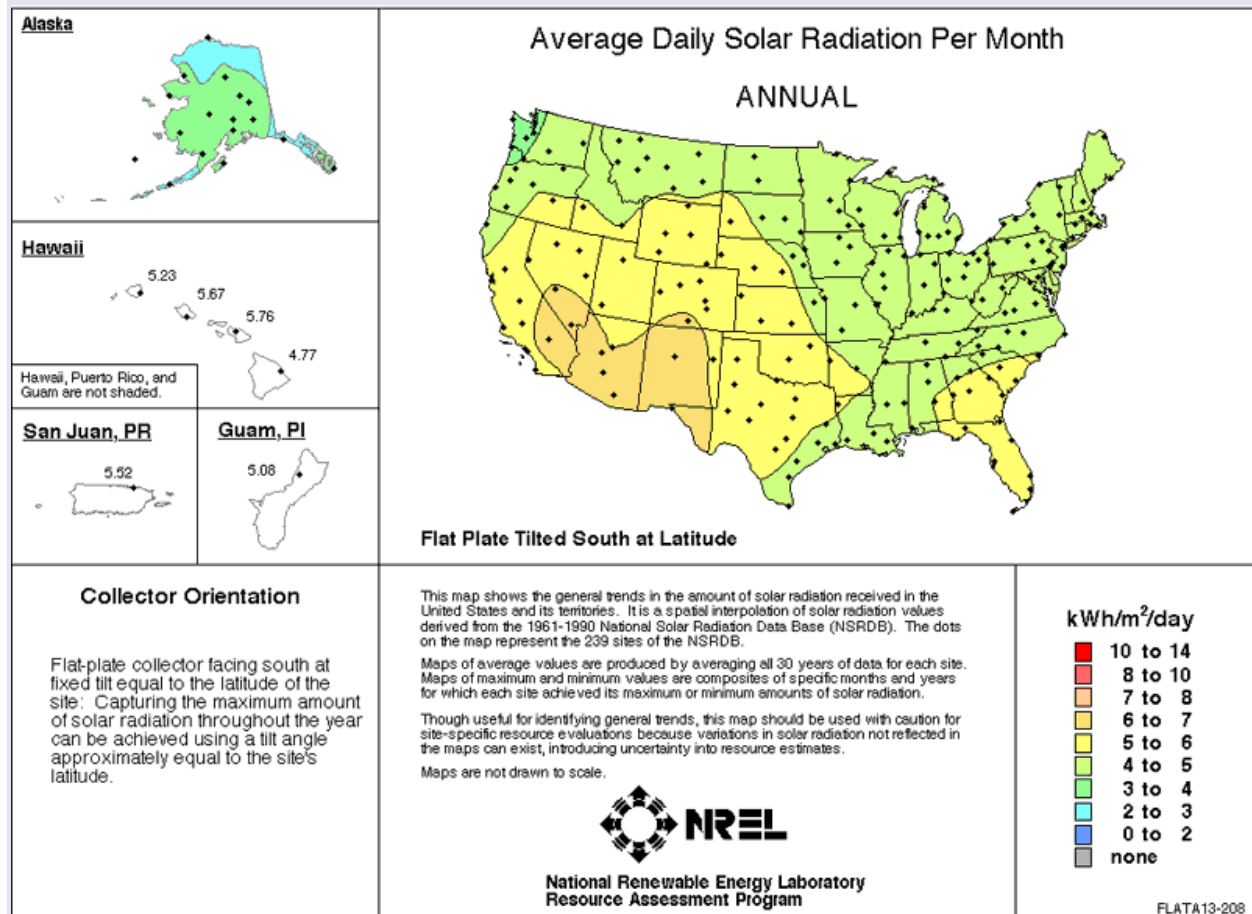 Alaska
Average Daily Solar Radiation Per Month
ANNUAL
Hawaii
5.23
5.67
5.76
4.77
Hawaii, Puerto Rico, and
Guam are not shaded.
San Juan, PR
5.52
Guam, PI
5.08
Flat Plate Tilted South at Latitude
Collector Orientation
Flat-plate collector facing south at
fixed tilt equal to the latitude of the
site: Capturing the maximum amount
of solar radiation throughout the year
can be achieved using a tilt angle
approximately equal to the site's
latitude.
This map shows the general trends in the amount of solar radiation received in the
United States and its territories. It is a spatial interpolation of solar radiation values
derived from the 1961-1990 National Solar Radiation Data Base (NSRDB). The dots
on the map represent the 239 sites of the NSRDB.
Maps of average values are produced by averaging all 30 years of data for each site.
Maps of maximum and minimum values are composites of specific months and years
for which each site achieved its maximum or minimum amounts of solar radiation.
Though useful for identifying general trends, this map should be used with caution for
site-specific resource evaluations because variations in solar radiation not reflected in
the maps can exist, introducing uncertainty into resource estimates.
Maps are not drawn to scale.
NREL
National Renewable Energy Laboratory
Resource Assessment Program
kWh/m²/day
10 to 14
8 to 10
7 to 8
6 to 7
5 to 6
4 to 5
3 to 4
2 to 3
0 to 2
none
FLATA13-208